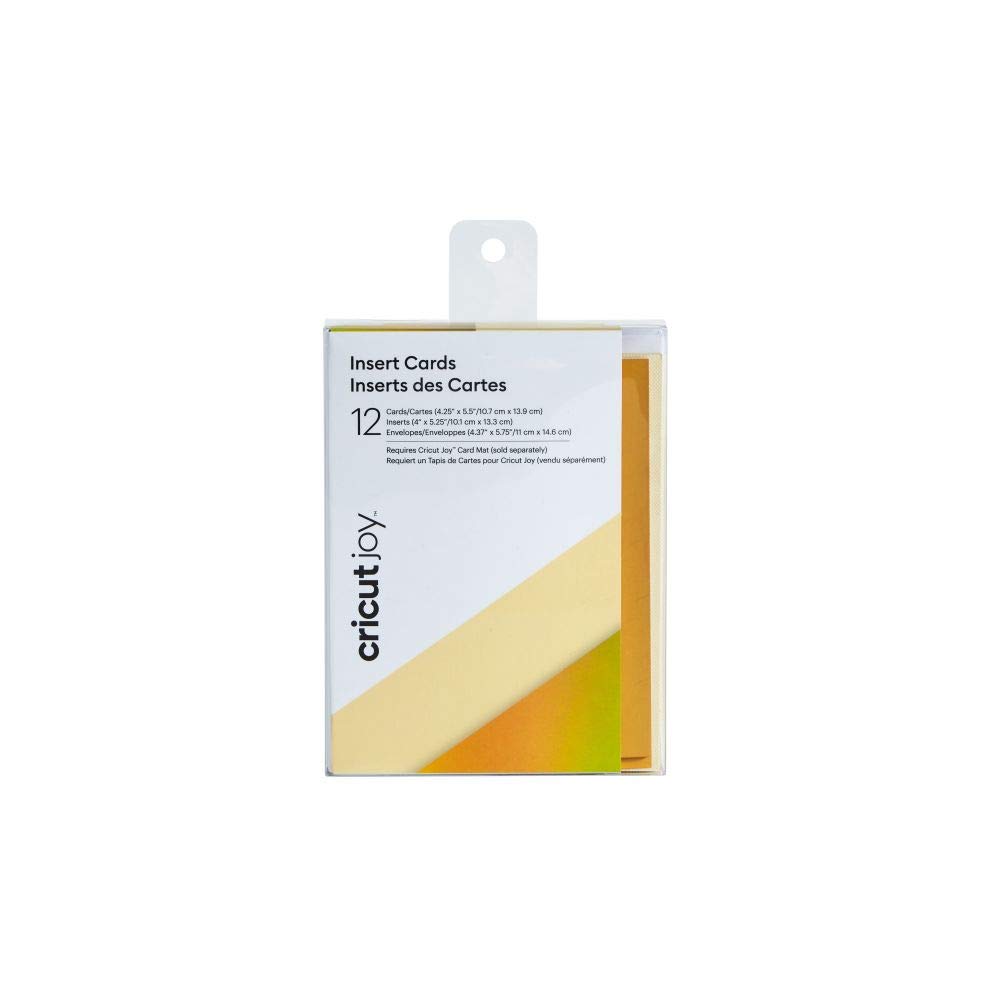 Insert Cards
Inserts des Cartes
12
Cards/Cartes (4.25" x 5.5"/10.7 cm x 13.9 cm)
Inserts (4" x 5.25"/10.1 cm x 13.3 cm)
Envelopes/Enveloppes (4.37" x 5.75"/11 cm x 14.6 cm)
Requires Cricut Joy™ Card Mat (sold separately)
Requiert un Tapis de Cartes pour Cricut Joy (vendu séparément)
cricut joy™